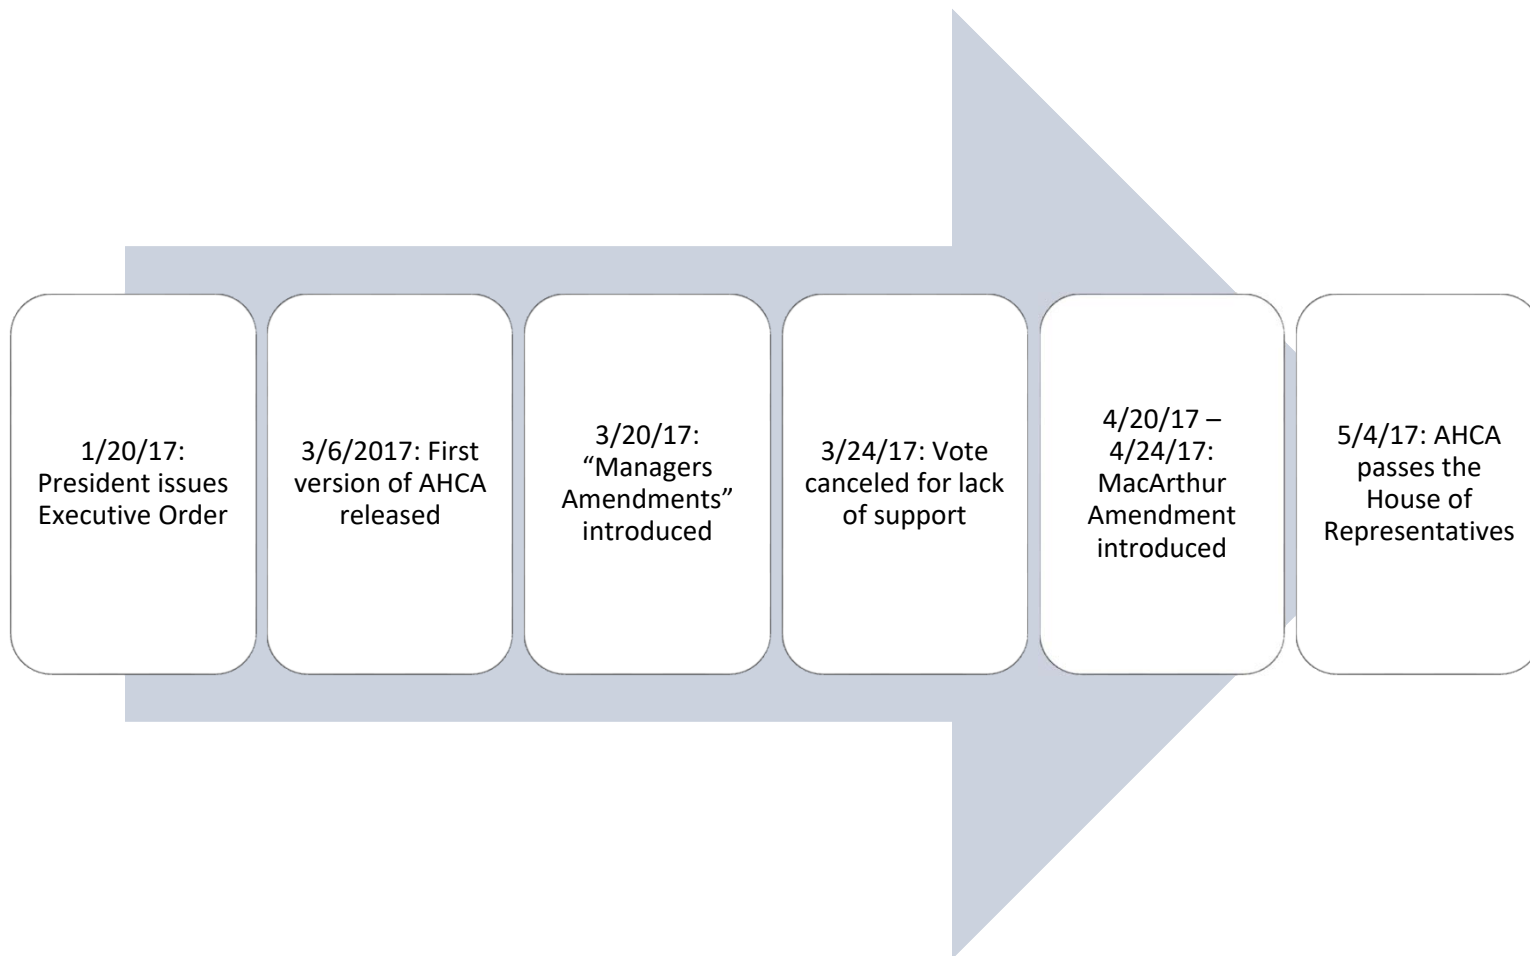 1/20/17:
President issues
Executive Order
3/6/2017: First
version of AHCA
released
3/20/17:
“Managers
Amendments”
introduced
3/24/17: Vote
canceled for lack
of support
4/20/17 –
4/24/17:
MacArthur
Amendment
introduced
5/4/17: AHCA
passes the
House of
Representatives